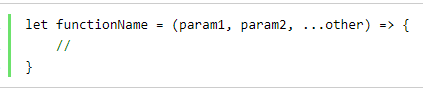 let functionName = (param1, param2, ...other) => {
    //
}